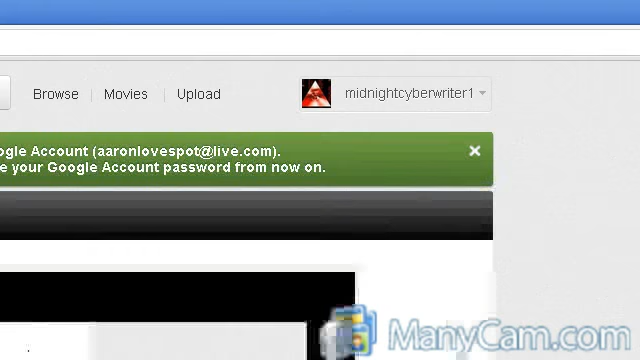 Browse Movies Upload midnightcyberwriter1
ogle Account (aaronlovespot@live.com).
e your Google Account password from now on.
ManyCam.com